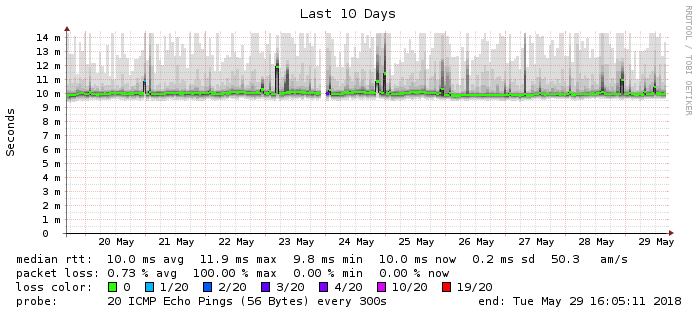 Last 10 Days
RRDTOOL / TOBI OETIKER
Seconds
14 m
13 m
12 m
11 m
10 m
9 m
8 m
7 m
6 m
5 m
4 m
3 m
2 m
1 m
0
20 May 21 May 22 May 23 May 24 May 25 May 26 May 27 May 28 May 29 May
median rtt: 10.0 ms avg 11.9 ms max 9.8 ms min 10.0 ms now 0.2 ms sd 50.3 am/s
packet loss: 0.73 % avg 100.00 % max 0.00 % min 0.00 % now
loss color: 0 1/20 2/20 3/20 4/20 10/20 19/20
probe: 20 ICMP Echo Pings (56 Bytes) every 300s end: Tue May 29 16:05:11 2018